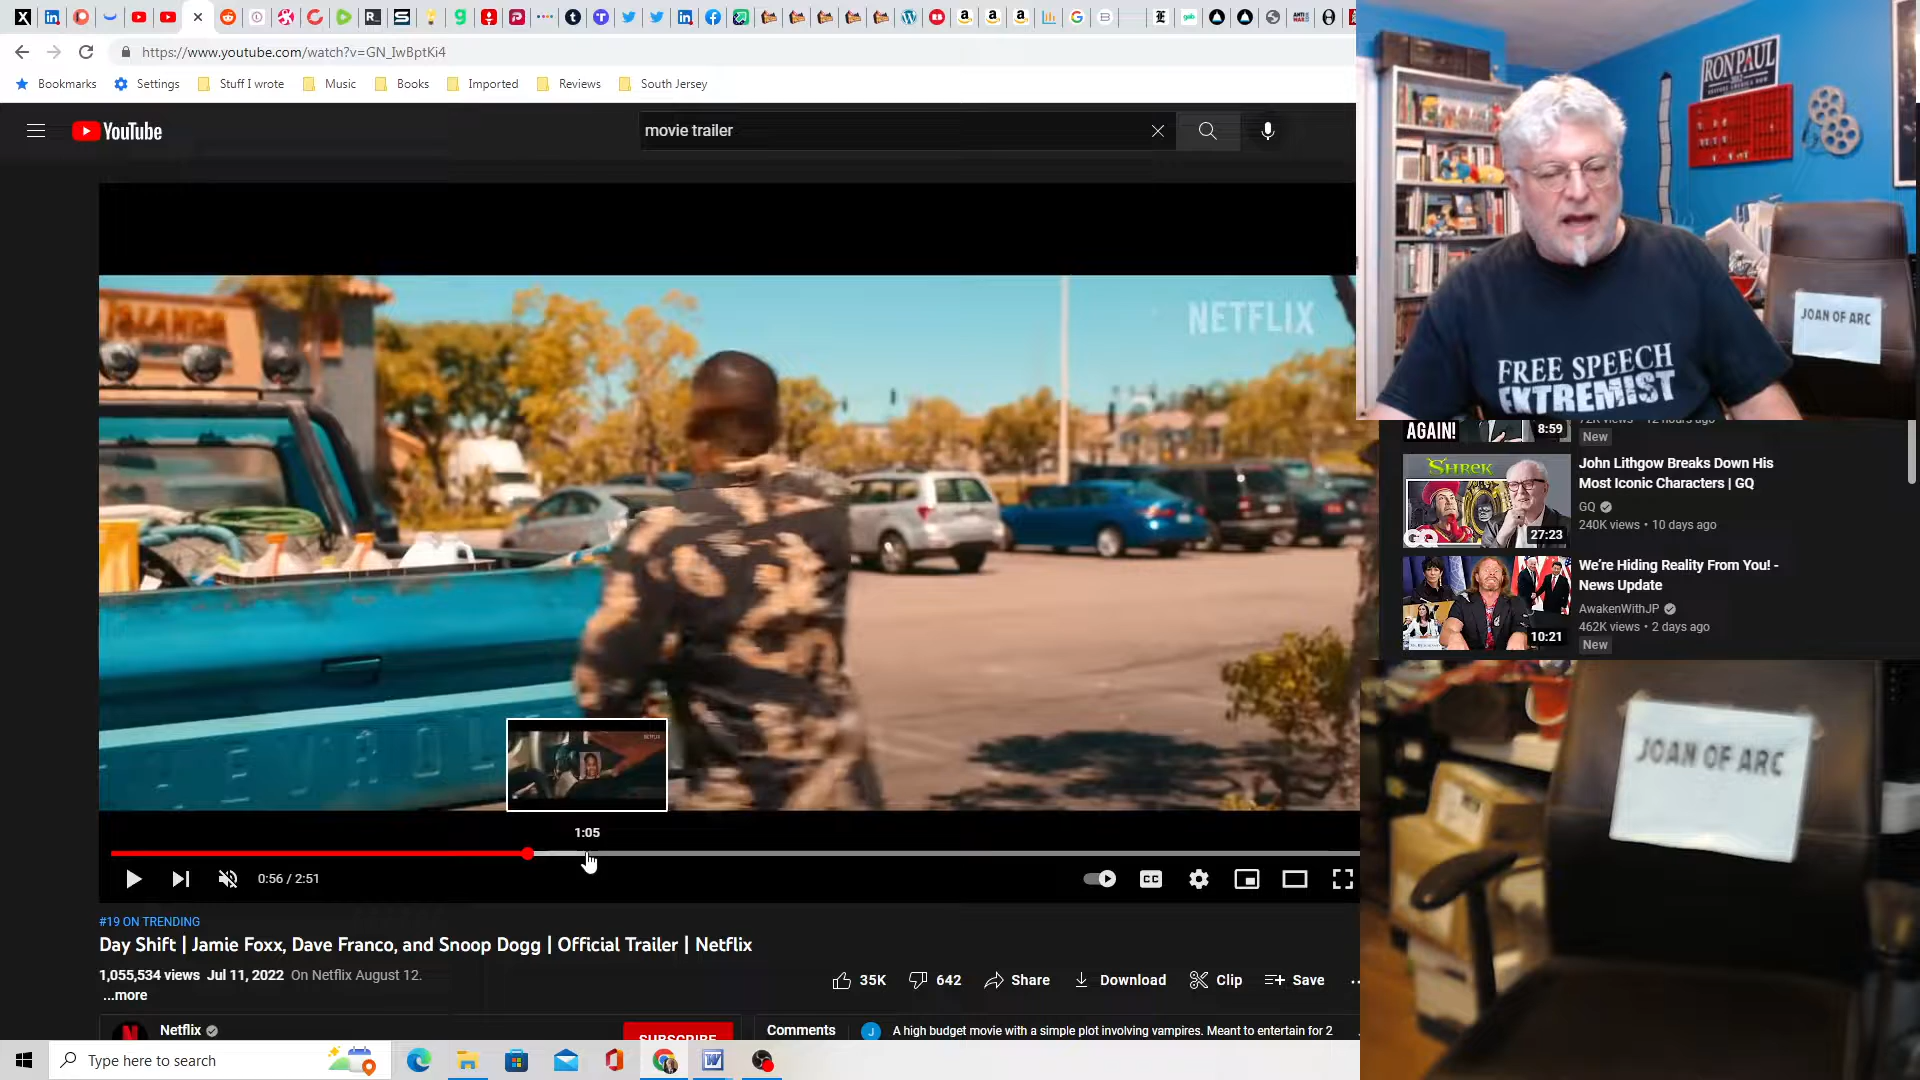 https://www.youtube.com/watch?v=GN_IwBptKi4
Bookmarks
Settings
Stuff I wrote
Music
Books
Imported
Reviews
South Jersey
YouTube
movie trailer
RON PAUL
NETFLIX
JOAN OF ARC
FREE SPEECH
EXTREMIST
AGAIN!
8:59
New
SHREK
GQ
27:23
John Lithgow Breaks Down His
Most Iconic Characters | GQ
GQ
240K views • 10 days ago
10:21
We're Hiding Reality From You! -
News Update
AwakenWithJP
462K views • 2 days ago
New
JOAN OF ARC
NETFLIX
1:05
0:56 / 2:51
CC
#19 ON TRENDING
Day Shift | Jamie Foxx, Dave Franco, and Snoop Dogg | Official Trailer | Netflix
1,055,534 views Jul 11, 2022 On Netflix August 12.
...more
35K
642
Share
Download
Clip
Save
N
Netflix
SUBSCRIBE
Comments
J
A high budget movie with a simple plot involving vampires. Meant to entertain for 2
Type here to search